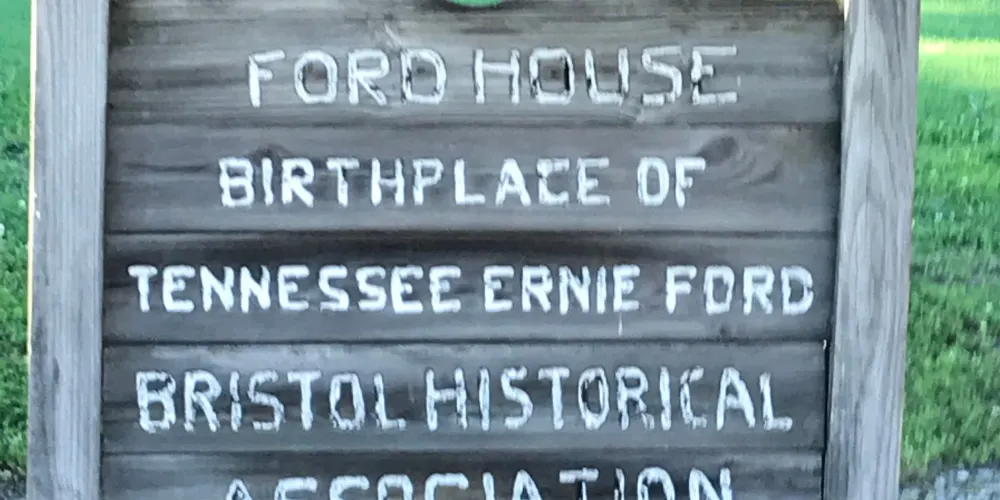 FORD HOUSE
BIRTHPLACE OF
TENNESSEE ERNIE FORD
BRISTOL HISTORICAL
ASSOCIATION